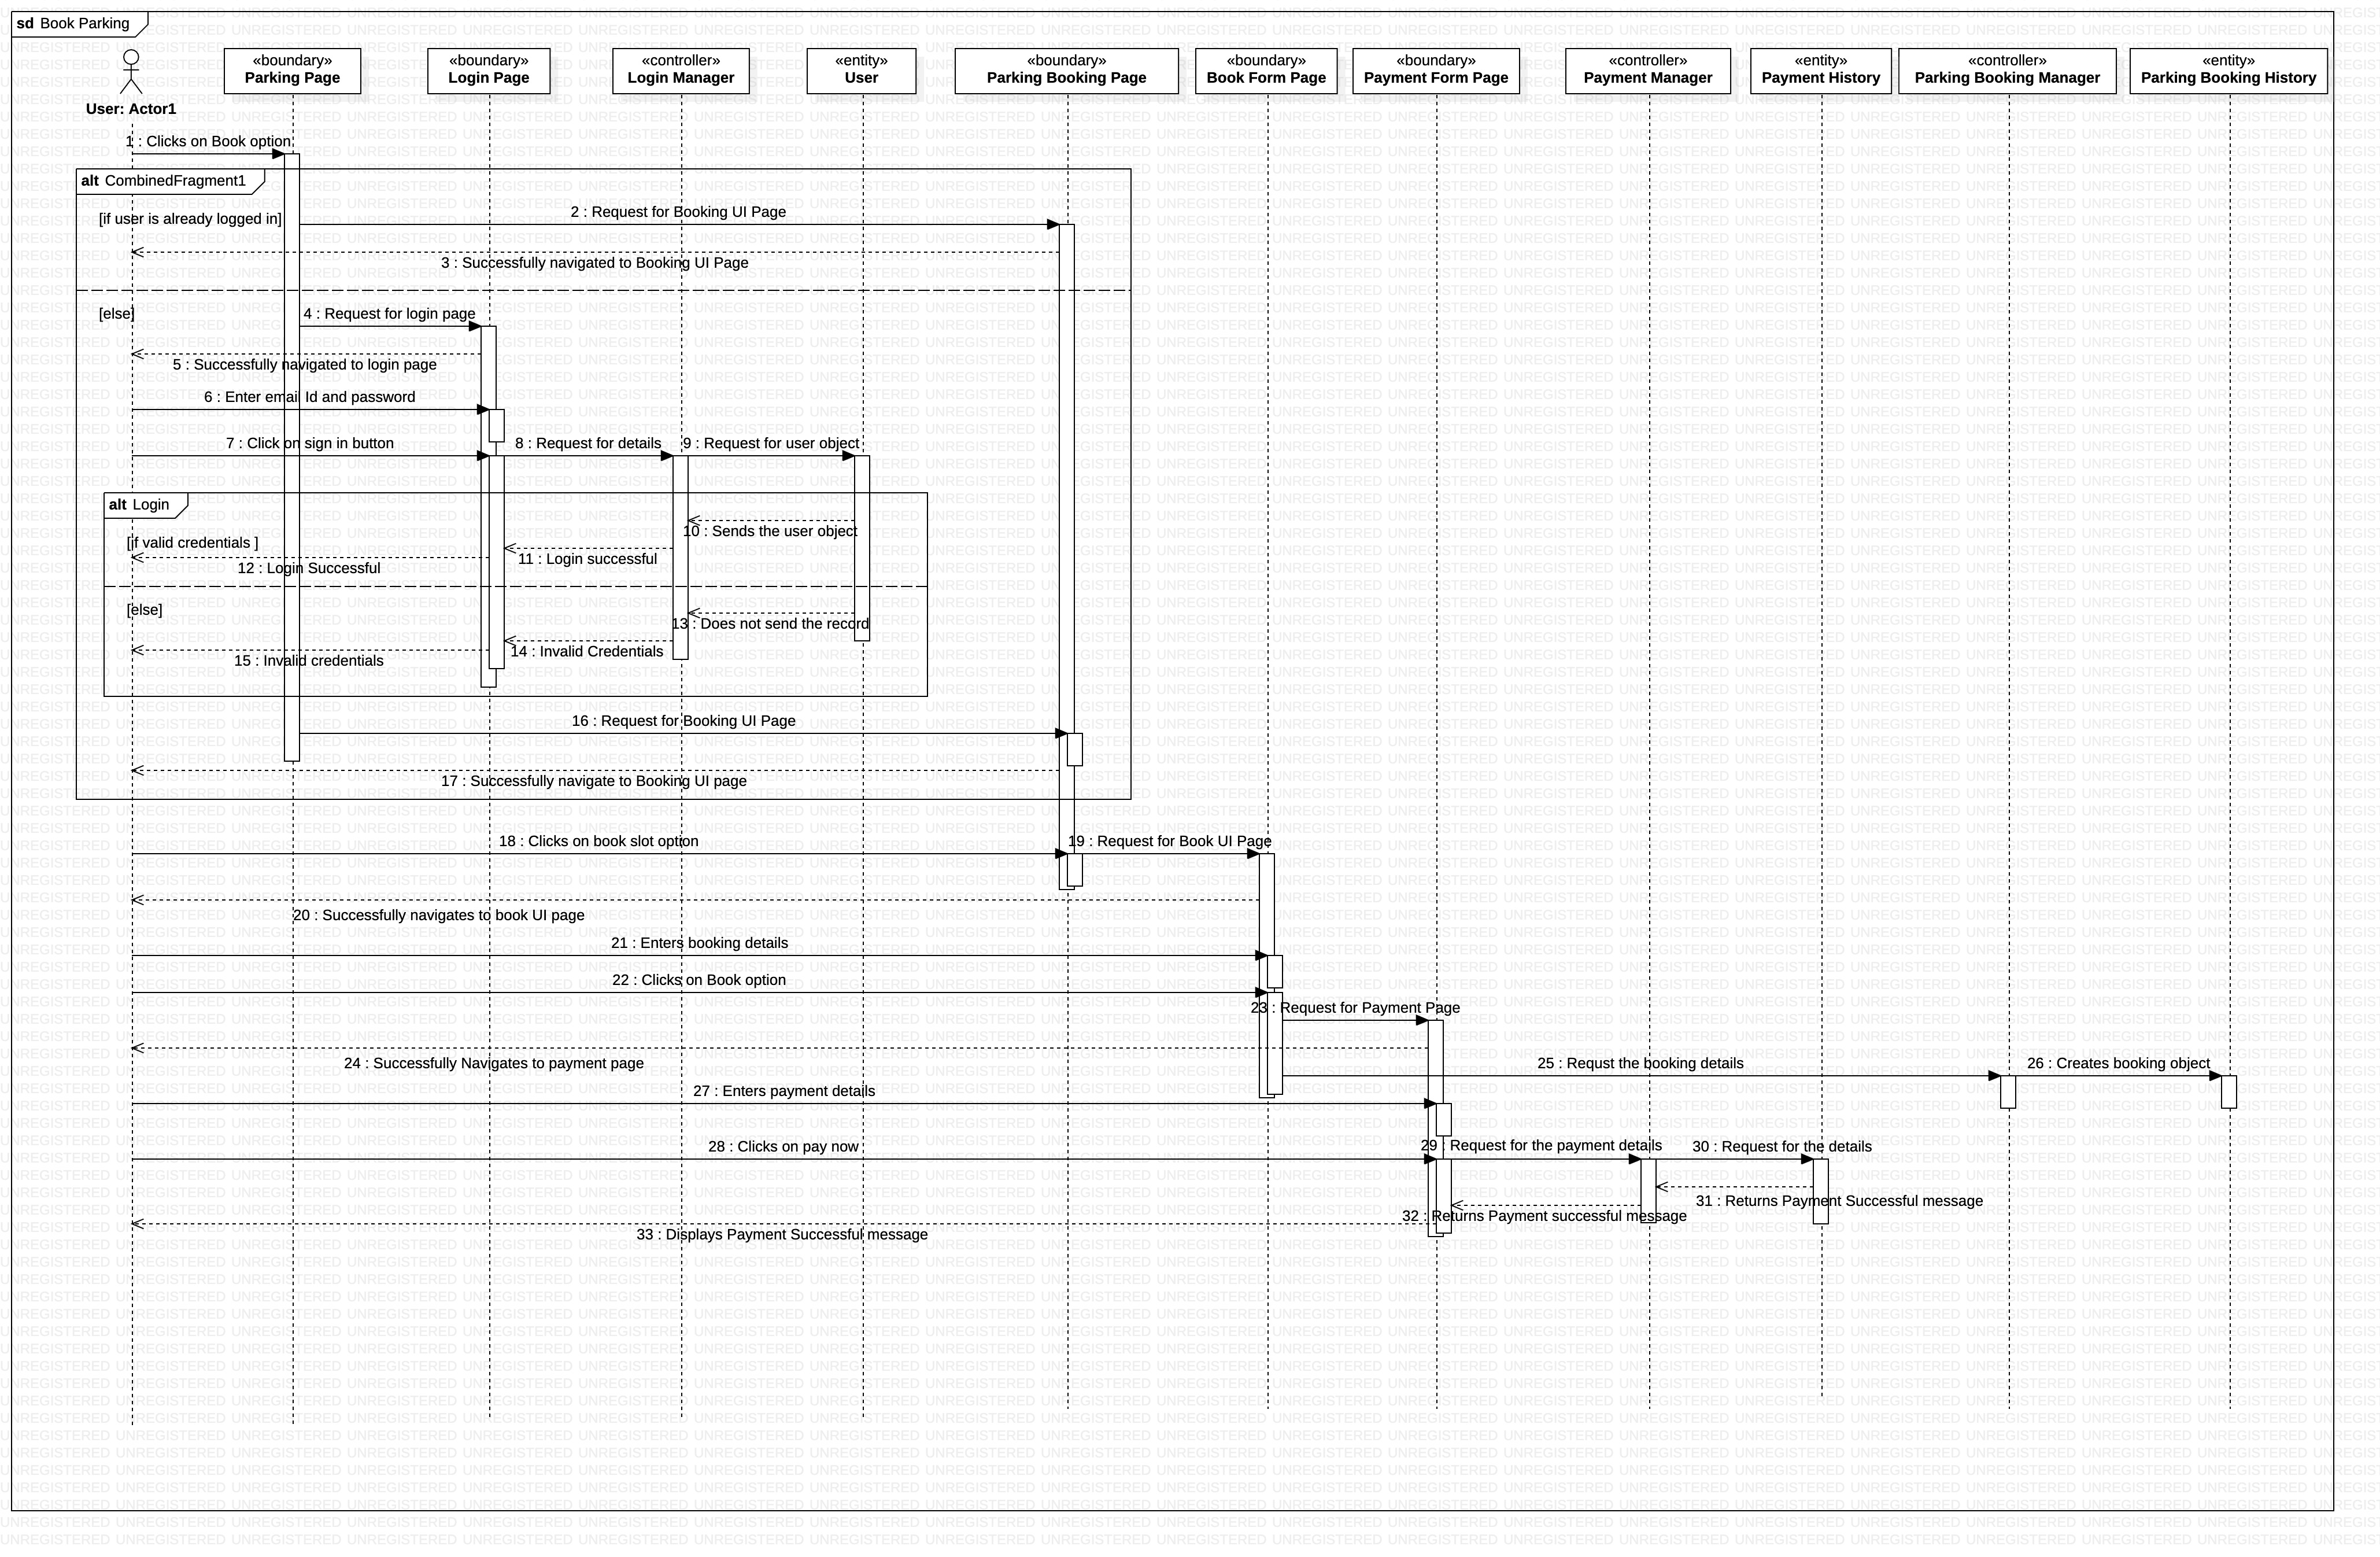 sd Book Parking
User: Actor1
«boundary»
Parking Page
«boundary»
Login Page
«controller»
Login Manager
«entity»
User
«boundary»
Parking Booking Page
«boundary»
Book Form Page
«boundary»
Payment Form Page
«controller»
Payment Manager
«entity»
Payment History
«controller»
Parking Booking Manager
«entity»
Parking Booking History
1 : Clicks on Book option
alt CombinedFragment1
[if user is already logged in]
2 : Request for Booking UI Page
3 : Successfully navigated to Booking UI Page
[else]
4 : Request for login page
5 : Successfully navigated to login page
6 : Enter email Id and password
7 : Click on sign in button
8 : Request for details
9 : Request for user object
alt Login
10 : Sends the user object
[if valid credentials ]
11 : Login successful
12 : Login Successful
[else]
13 : Does not send the record
14 : Invalid Credentials
15 : Invalid credentials
16 : Request for Booking UI Page
17 : Successfully navigate to Booking UI page
18 : Clicks on book slot option
19 : Request for Book UI Page
20 : Successfully navigates to book UI page
21 : Enters booking details
22 : Clicks on Book option
23 : Request for Payment Page
24 : Successfully Navigates to payment page
25 : Requst the booking details
26 : Creates booking object
27 : Enters payment details
28 : Clicks on pay now
29 : Request for the payment details
30 : Request for the details
31 : Returns Payment Successful message
32 : Returns Payment successful message
33 : Displays Payment Successful message
UNREGISTERED